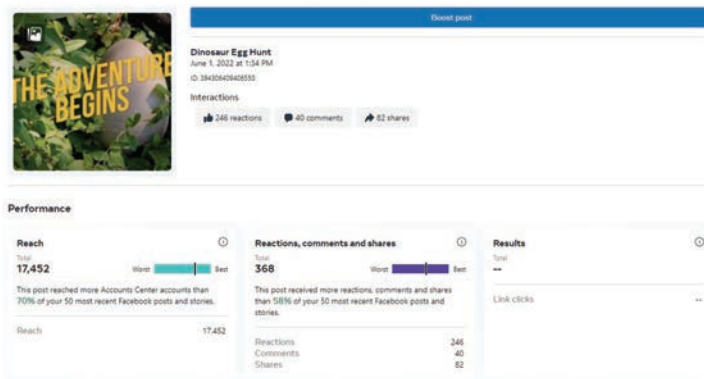 Boost post
THE ADVENTURE
BEGINS
Dinosaur Egg Hunt
June 1, 2022 at 1:34 PM
Interactions
246 reactions
40 comments
82 shares
Performance
Reach
Total
17,452
Worst
Best
This post reached more Accounts Center accounts than
70% of your 50 most recent Facebook posts and stories.
Reach
17,452
Reactions, comments and shares
Total
368
Worst
Best
This post received more reactions, comments and shares
than 58% of your 50 most recent Facebook posts and
stories.
Reactions 246
Comments 40
Shares 82
Results
Total
--
Link clicks
--